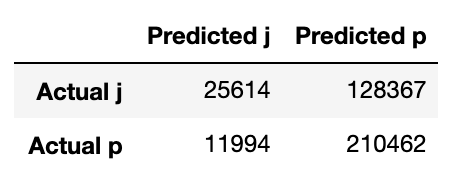 Predicted j Predicted p
Actual j 25614 128367
Actual p 11994 210462